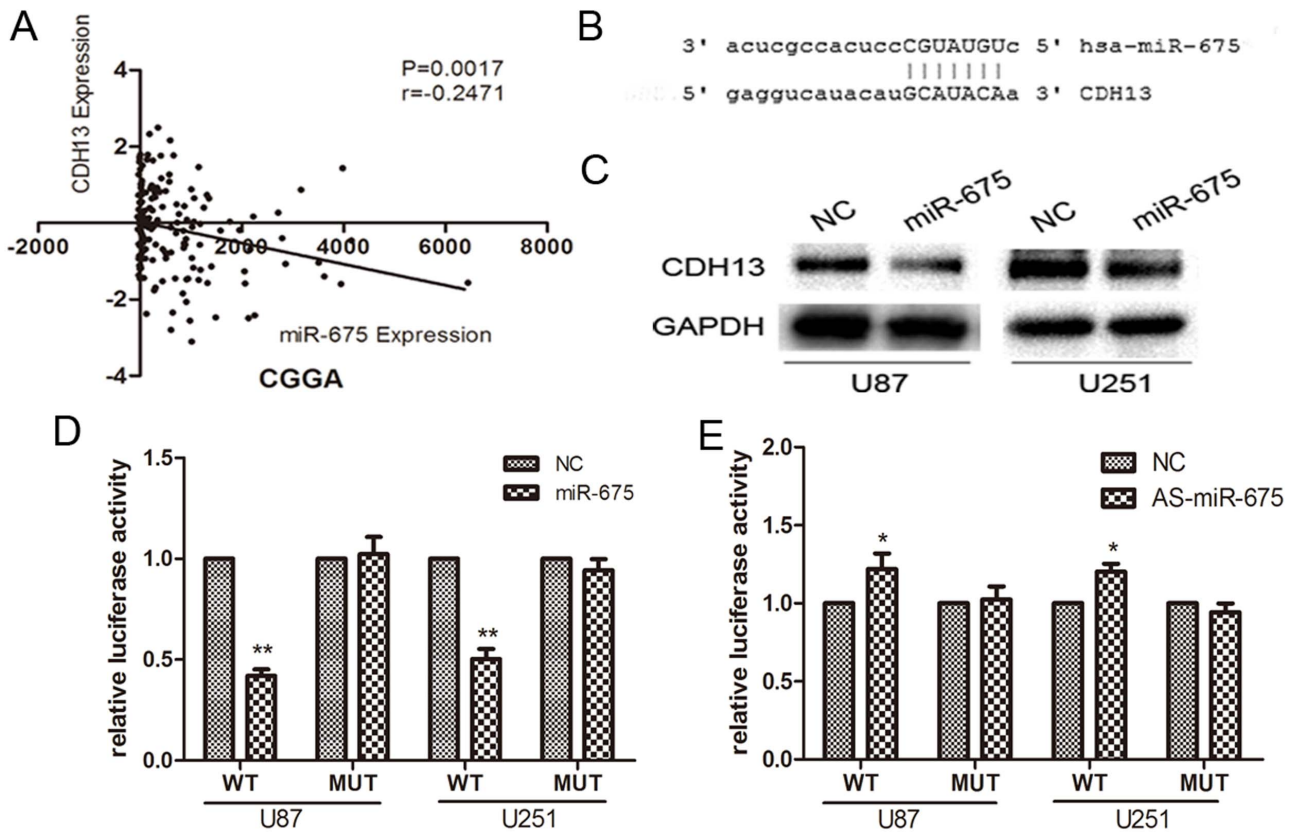 A
CDH13 Expression
4
2
-2
-4
-2000
2000
4000
6000
8000
P=0.0017
r=-0.2471
miR-675 Expression
CGGA
B
3' acucgccacucccCGUAUGUc 5' hsa-miR-675
5' gaggucauacauGCAUACAa 3' CDH13
C
NC miR-675 NC miR-675
CDH13
GAPDH
U87 U251
D
relative luciferase activity
1.5
1.0
0.5
0.0
NC
miR-675
**
**
WT MUT WT MUT
U87 U251
E
relative luciferase activity
2.0
1.5
1.0
0.5
0.0
NC
AS-miR-675
*
*
WT MUT WT MUT
U87 U251